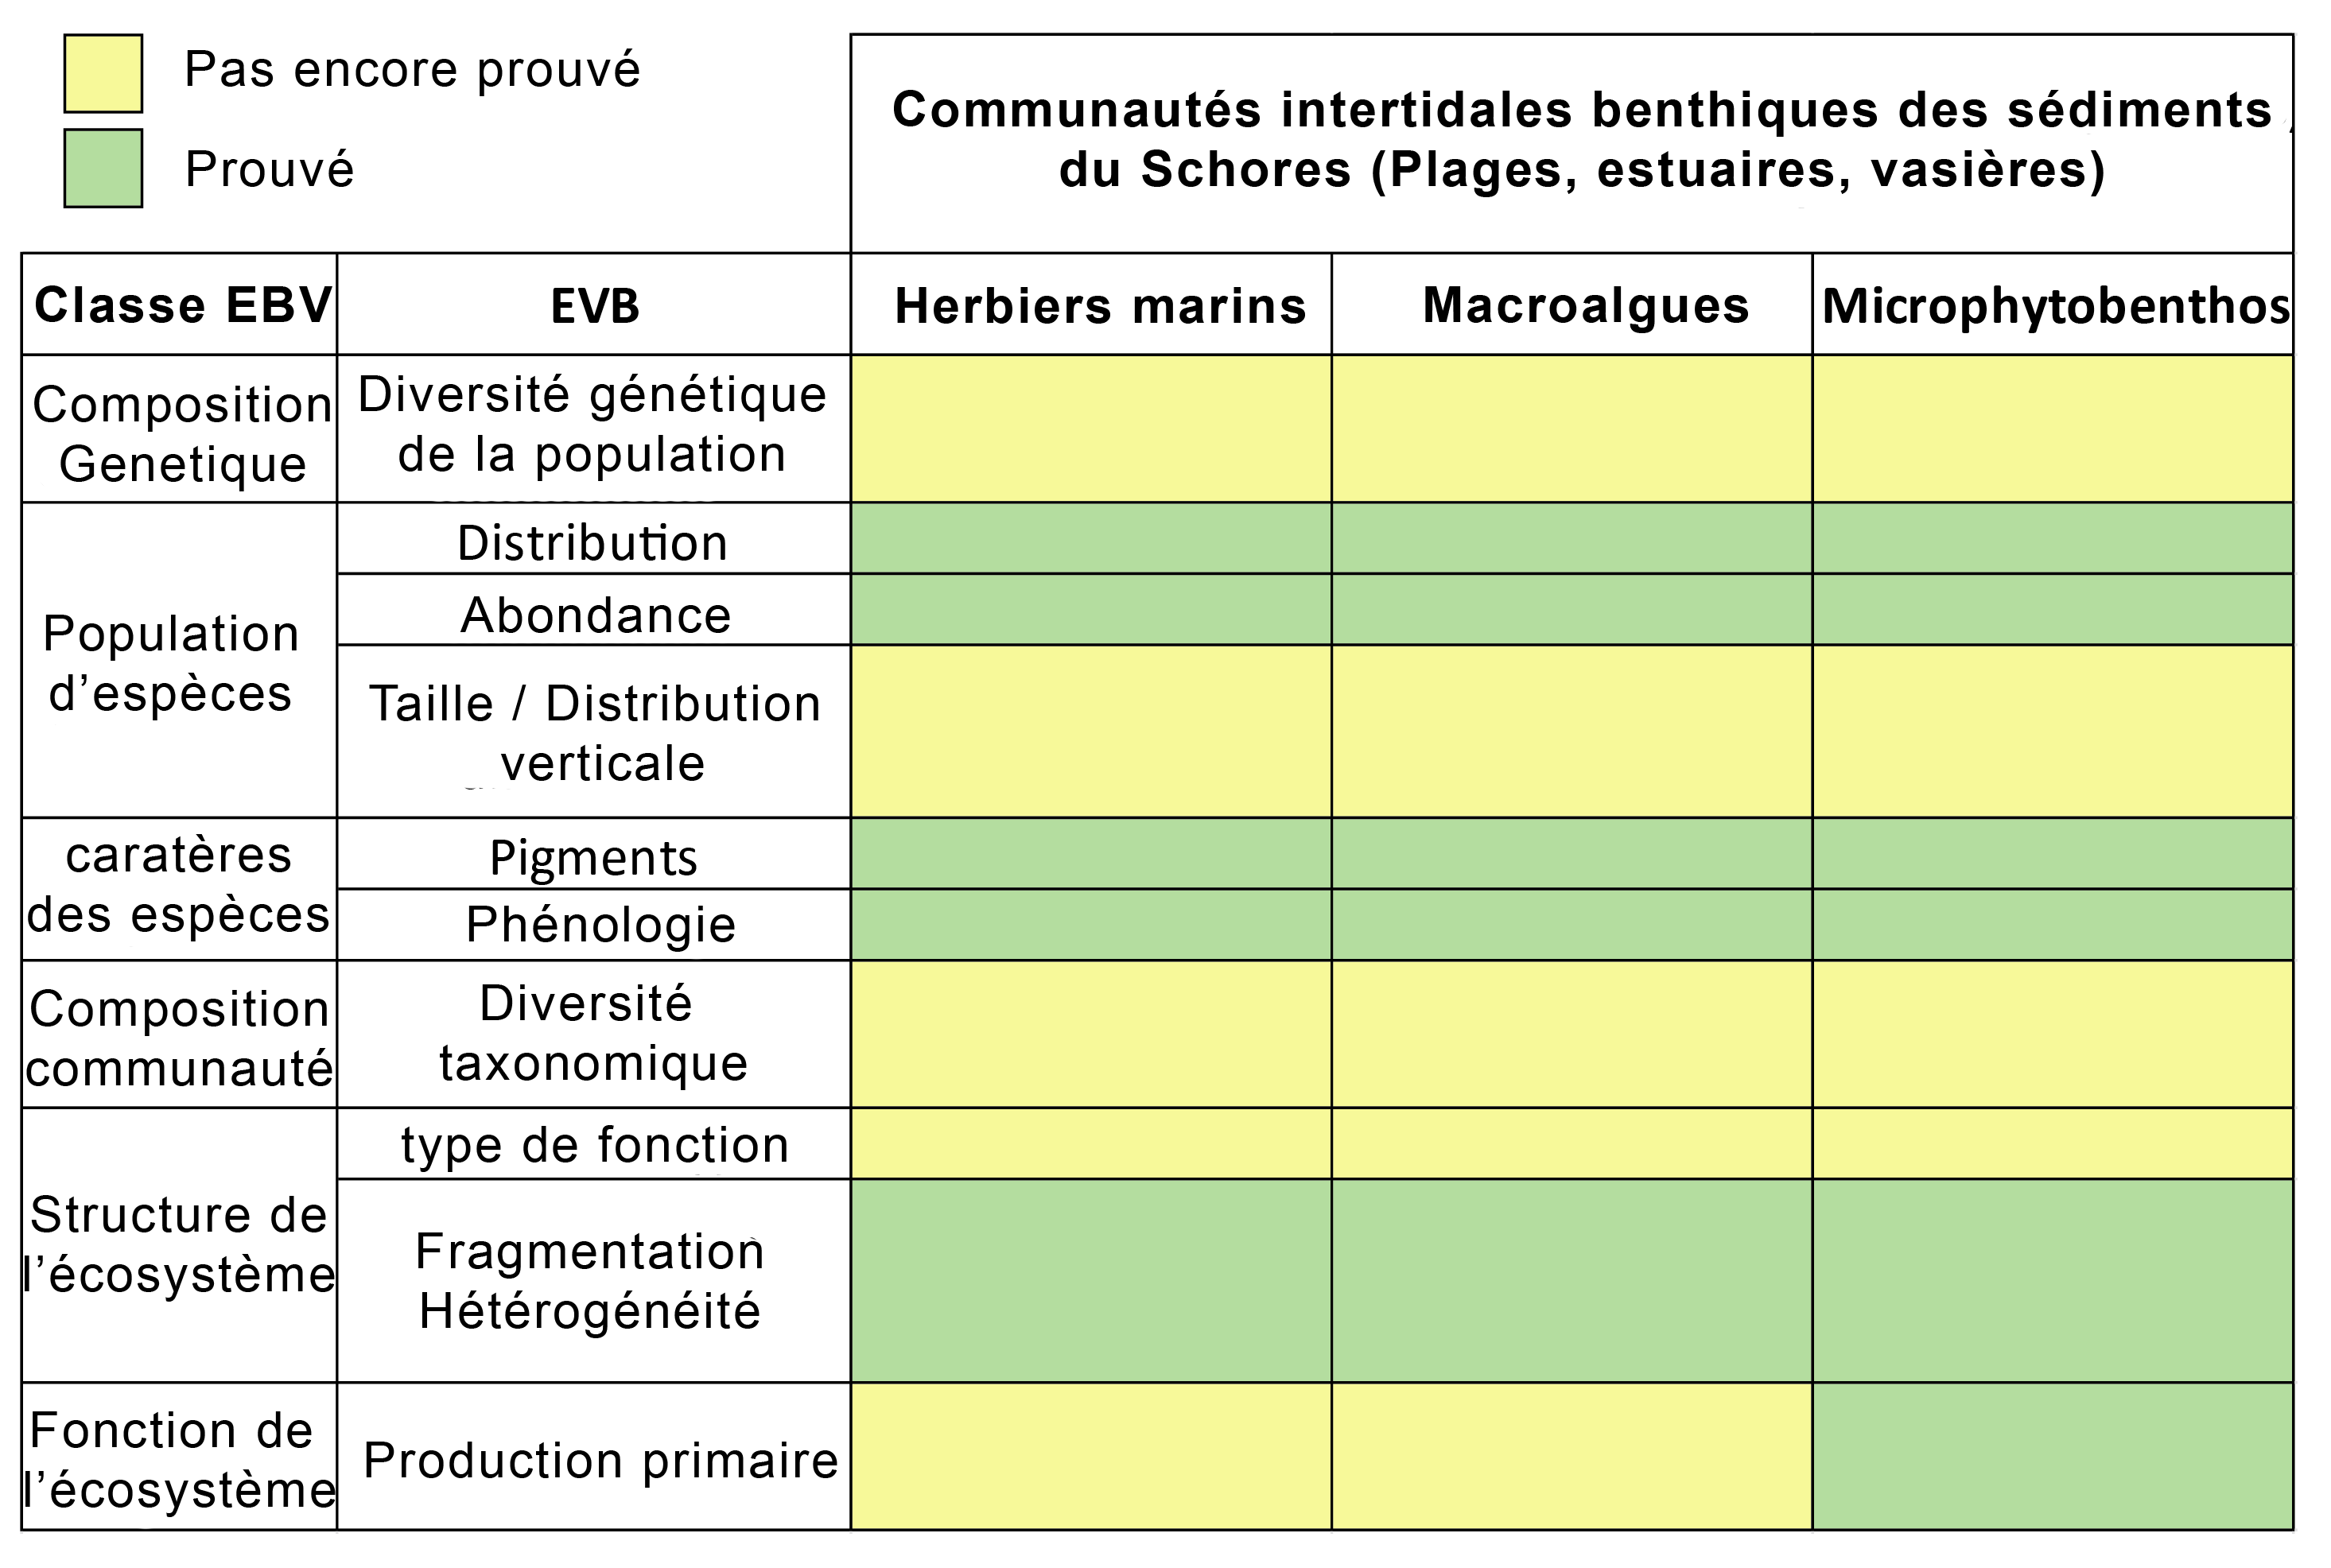 Pas encore prouvé
Prouvé
Communautés intertidales benthiques des sédiments
du Schores (Plages, estuaires, vasières)
Classe EBV
EVB
Herbiers marins
Macroalgues
Microphytobenthos
Composition
Genetique
Diversité génétique
de la population
Population
d’espèces
Distribution
Abondance
Taille / Distribution
verticale
caratères
des espèces
Pigments
Phénologie
Composition
communauté
Diversité
taxonomique
Structure de
l’écosystème
type de fonction
Fragmentation
Hétérogénéité
Fonction de
l’écosystème
Production primaire